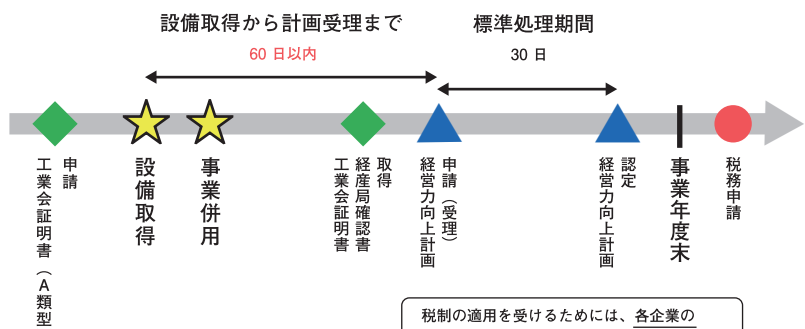 設備取得から計画受理まで
60日以内
標準処理期間
30日
申請
工業会証明書（A類型
設備取得
事業併用
取得
経産局確認書
工業会証明書
申請（受理）
経営力向上計画
認定
経営力向上計画
事業年度末
税務申請
税制の適用を受けるためには、各企業の